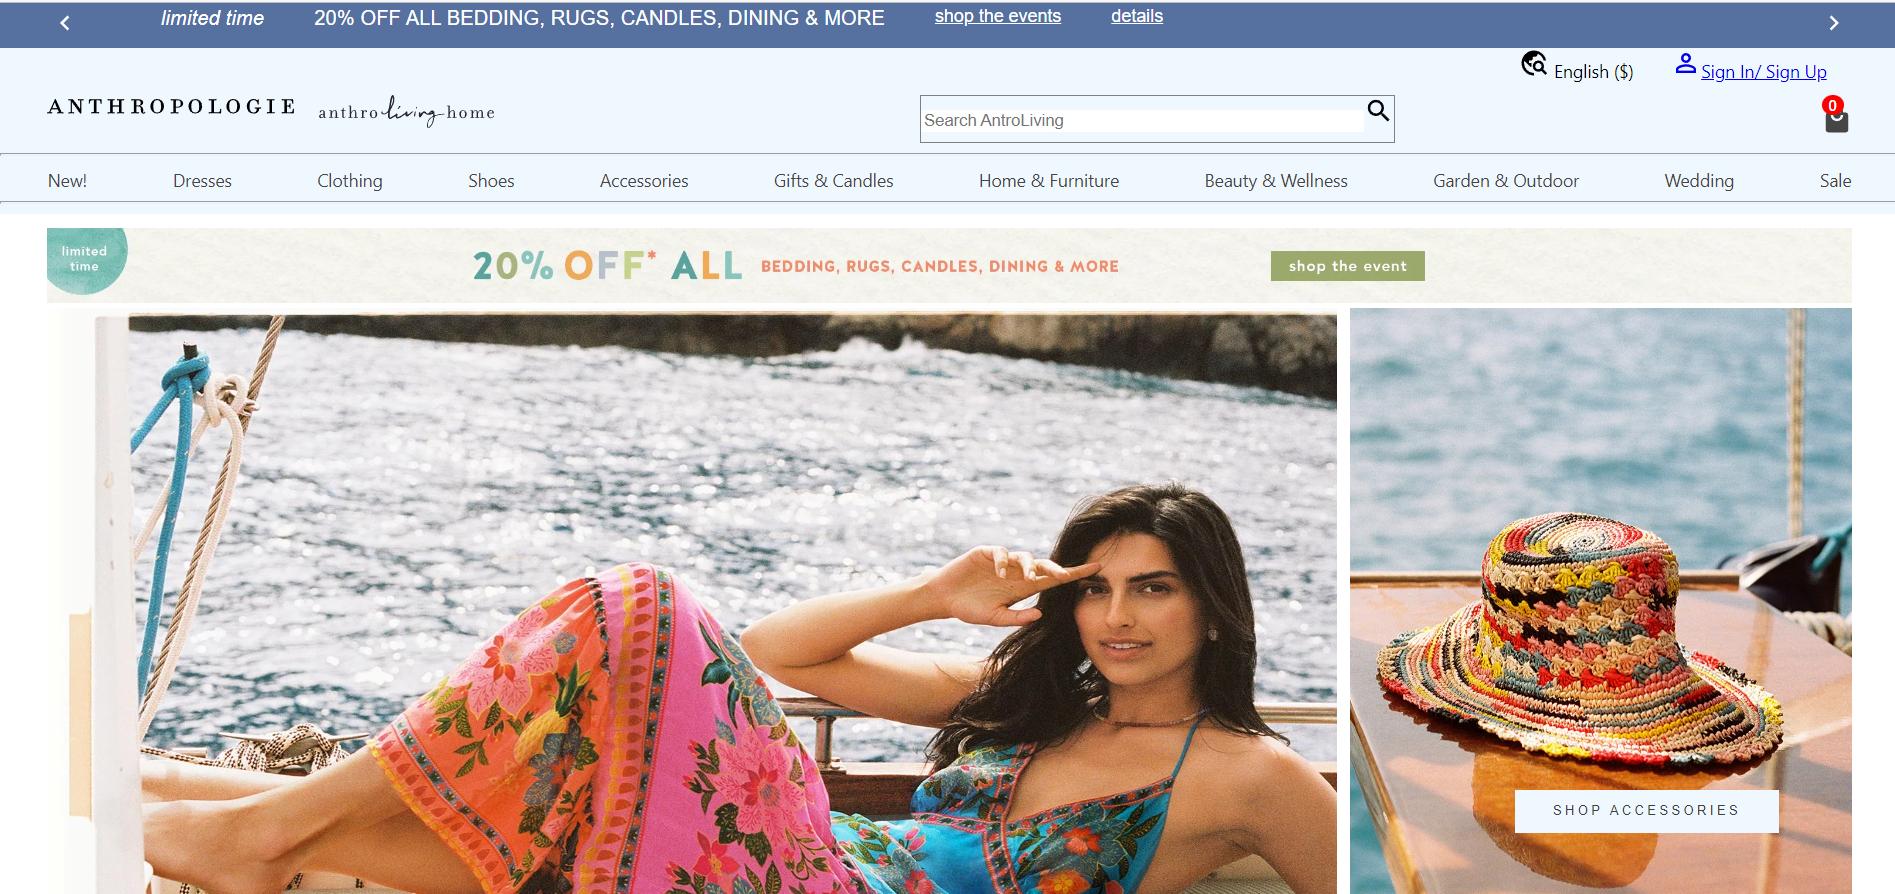 limited time 20% OFF ALL BEDDING, RUGS, CANDLES, DINING & MORE shop the events details
English ($) Sign In/ Sign Up
ANTHROPOLOGIE anthroliving home
Search AntroLiving
0
New! Dresses Clothing Shoes Accessories Gifts & Candles Home & Furniture Beauty & Wellness Garden & Outdoor Wedding Sale
limited
time
20% OFF* ALL BEDDING, RUGS, CANDLES, DINING & MORE shop the event
SHOP ACCESSORIES